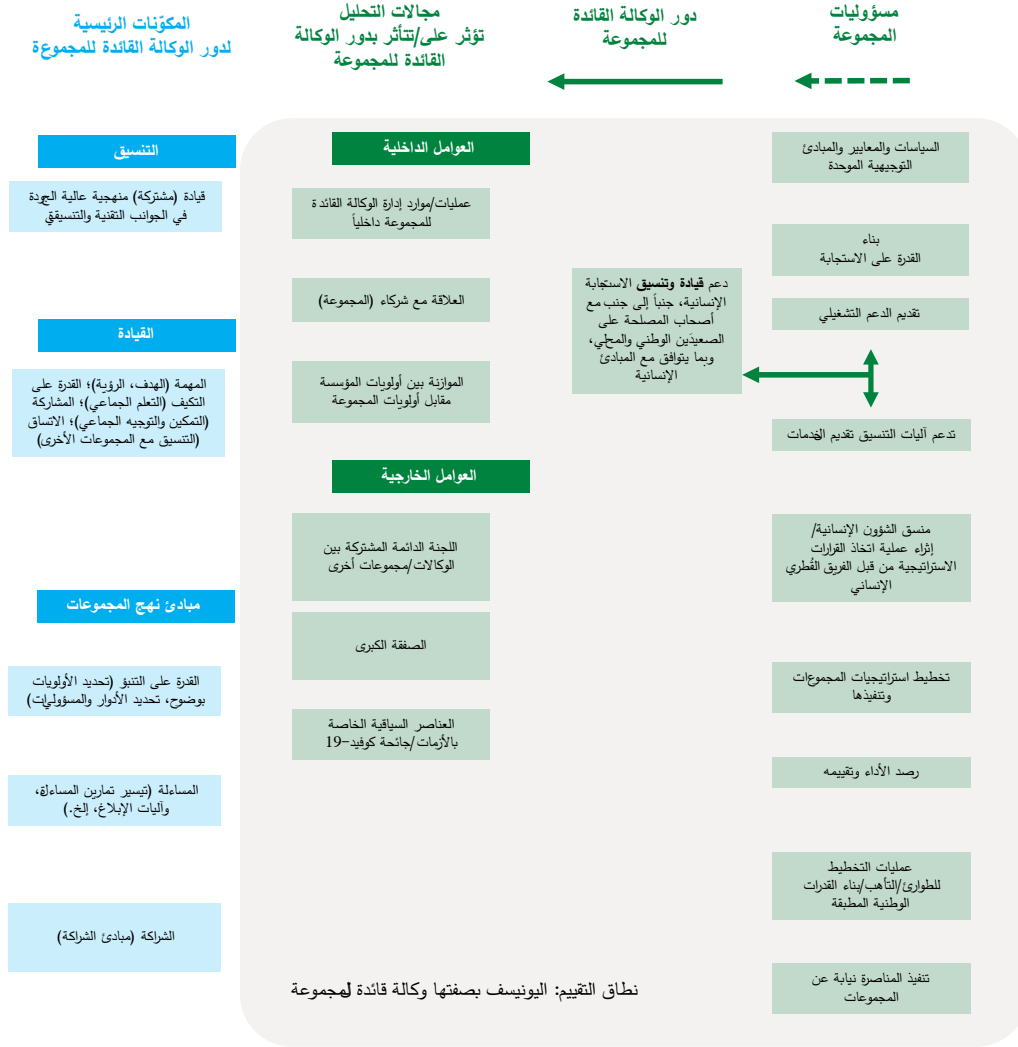 مسؤوليات
المجموعة
السياسات والمعايير والمبادئ
التوجيهية الموحدة
بناء
القدرة على الاستجابة
تقديم الدعم التشغيلي
تدعم آليات التنسيق تقديم الخدمات
منسق الشؤون الإنسانية/
إثراء عملية اتخاذ القرارات
الاستراتيجية من قبل الفريق القُطري
الإنساني
تخطيط استراتيجيات المجموعات
وتنفيذها
رصد الأداء وتقييمه
عمليات التخطيط
للطوارئ/التأهب/بناء القدرات
الوطنية المطبقة
تنفيذ المناصرة نيابة عن
المجموعات
دور الوكالة القائدة
للمجموعة
دعم قيادة وتنسيق الاستجابة
الإنسانية، جنباً إلى جنب مع
أصحاب المصلحة على
الصعيدَين الوطني والمحلي،
وبما يتوافق مع المبادئ
الإنسانية
مجالات التحليل
تؤثر على/تتأثر بدور الوكالة
القائدة للمجموعة
العوامل الداخلية
عمليات/موارد إدارة الوكالة القائدة
للمجموعة داخلياً
العلاقة مع شركاء (المجموعة)
الموازنة بين أولويات المؤسسة
مقابل أولويات المجموعة
العوامل الخارجية
اللجنة الدائمة المشتركة بين
الوكالات/مجموعات أخرى
الصفقة الكبرى
العناصر السياقية الخاصة
بالأزمات/جائحة كوفيد-19
نطاق التقييم: اليونيسف بصفتها وكالة قائدة لمجموعة
المكوّنات الرئيسية
لدور الوكالة القائدة للمجموعة
التنسيق
قيادة (مشتركة) منهجية عالية الجودة
في الجوانب التقنية والتنسيقية
القيادة
المهمة (الهدف، الرؤية)؛ القدرة على
التكيف (التعلم الجماعي)؛ المشاركة
(التمكين والتوجيه الجماعي)؛ الاتساق
(التنسيق مع المجموعات الأخرى)
مبادئ نهج المجموعات
القدرة على التنبؤ (تحديد الأولويات
بوضوح، تحديد الأدوار والمسؤوليات)
المساءلة (تيسير تمارين المساءلة،
وآليات الإبلاغ، إلخ.)
الشراكة (مبادئ الشراكة)